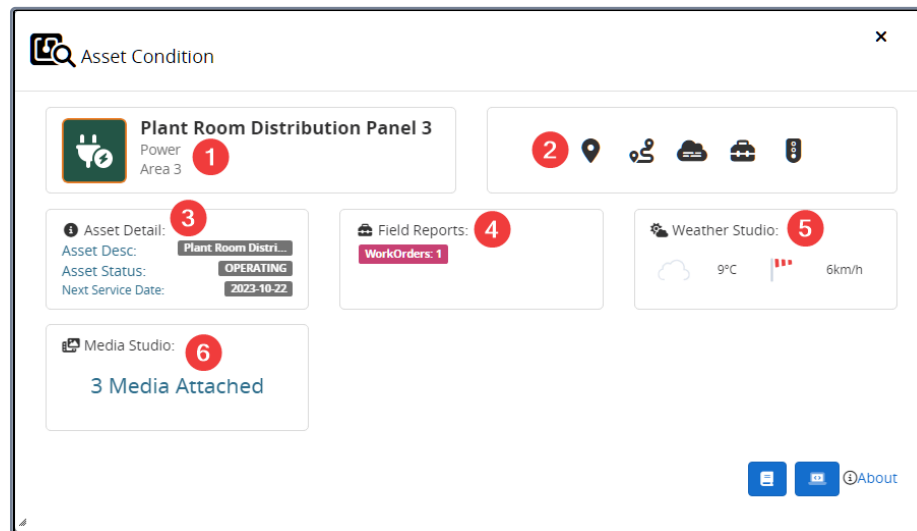 Asset Condition
×
Plant Room Distribution Panel 3
Power
Area 3
1
2
Asset Detail:
3
Asset Desc:
Plant Room Distri...
Asset Status:
OPERATING
Next Service Date:
2023-10-22
Field Reports:
4
WorkOrders: 1
Weather Studio:
5
9°C
6km/h
Media Studio:
6
3 Media Attached
About